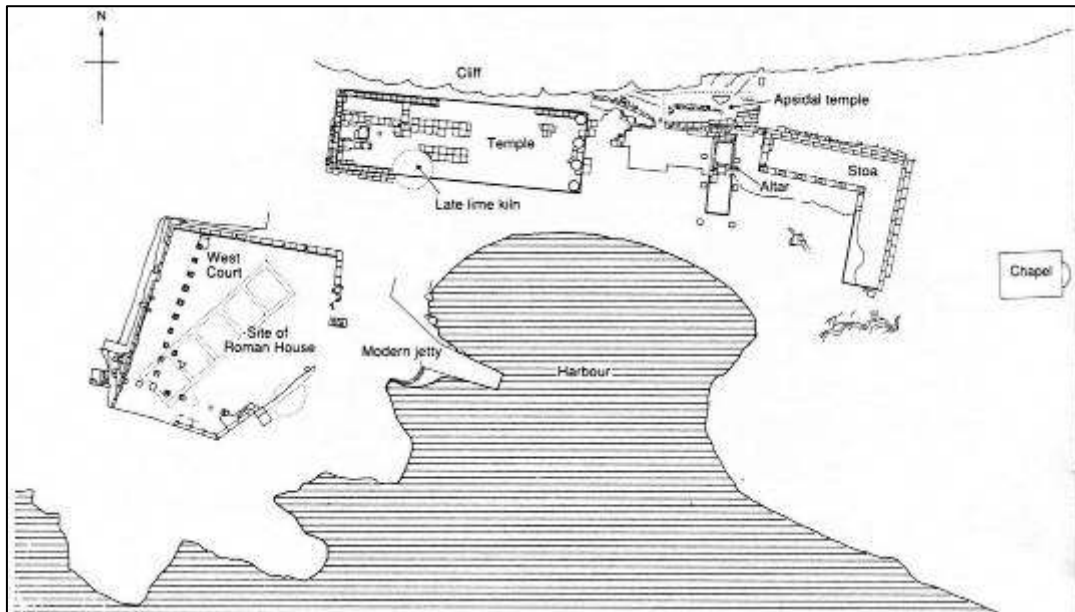 N
Cliff
Apsidal temple
Temple
Stoa
Altar
Late lime kiln
West
Court
Chapel
Site of
Roman House
Modern jetty
Harbour